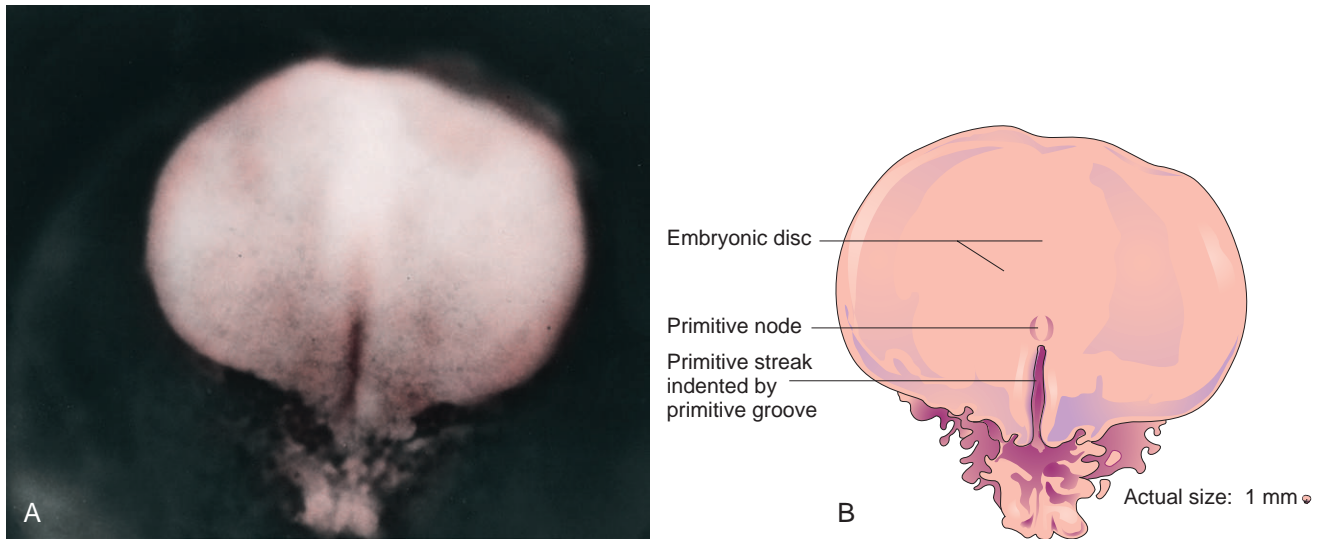 Embryonic disc
Primitive node
Primitive streak
indented by
primitive groove
A
B
Actual size: 1 mm